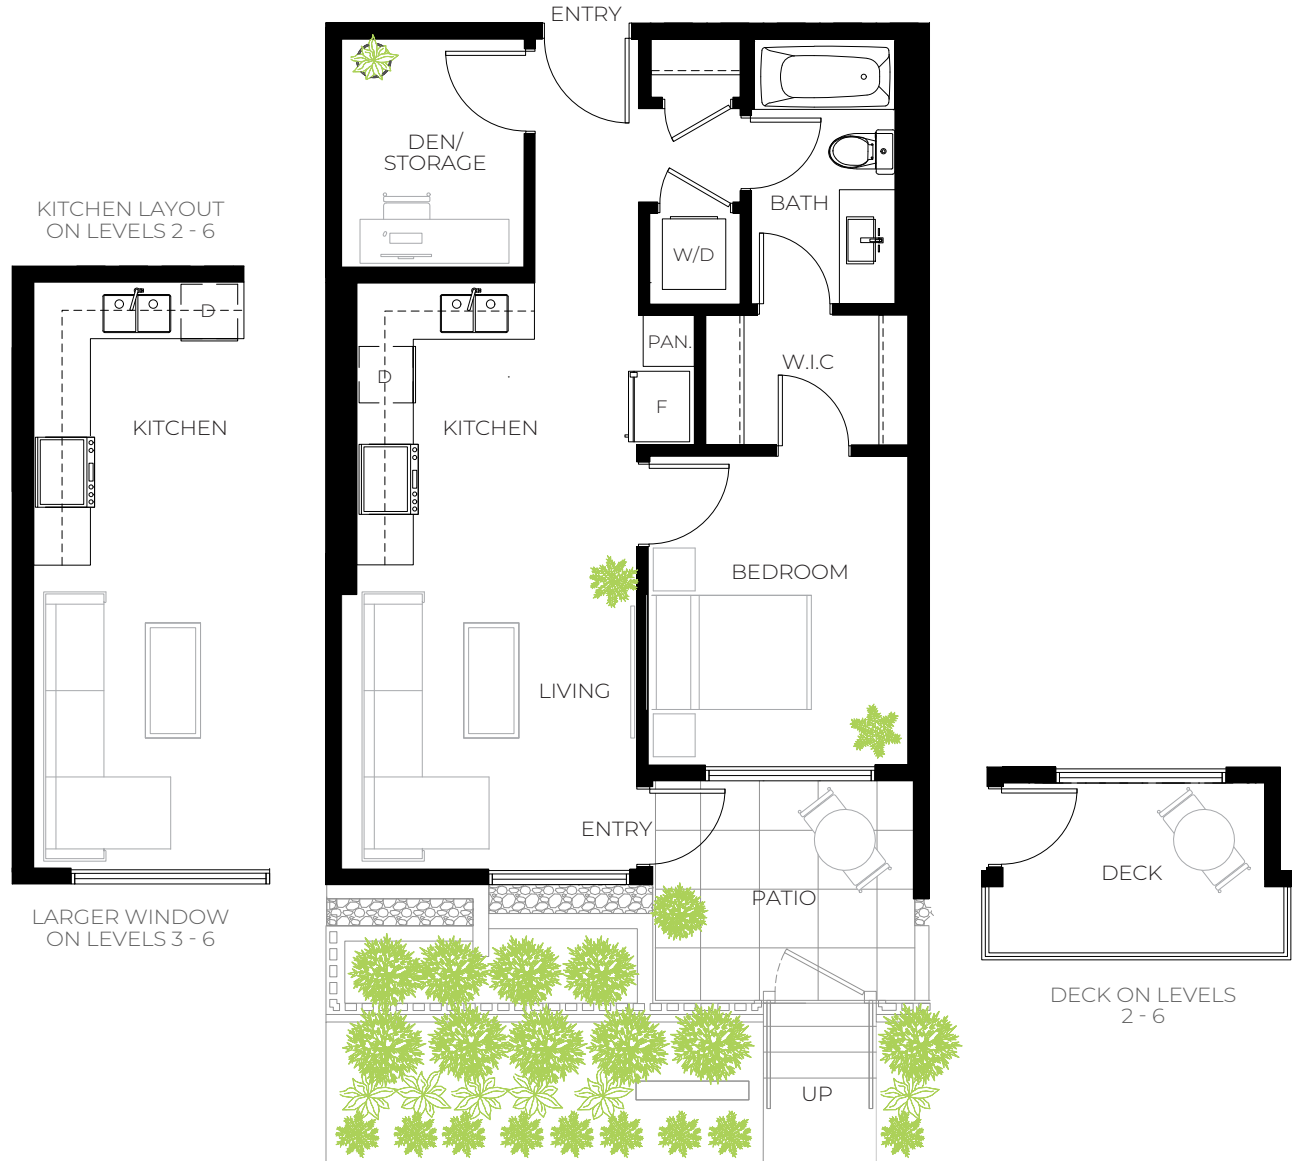 ENTRY
DEN/
STORAGE
BATH
W/D
PAN.
W.I.C
F
D
KITCHEN
BEDROOM
LIVING
ENTRY
PATIO
UP
KITCHEN LAYOUT
ON LEVELS 2 - 6
D
KITCHEN
LARGER WINDOW
ON LEVELS 3 - 6
DECK
DECK ON LEVELS
2 - 6